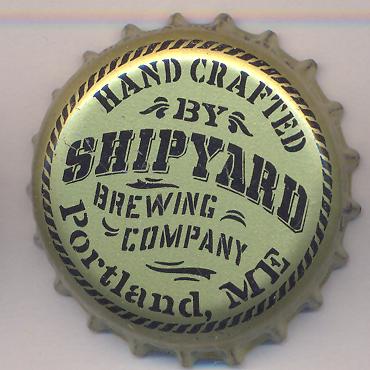 HAND CRAFTED
BY
SHIPYARD
BREWING
COMPANY
Portland, ME